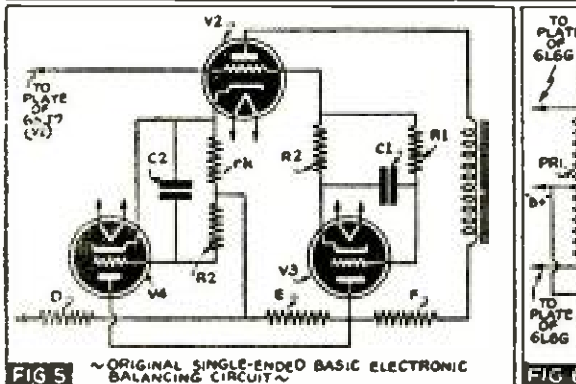 V2
TO
PLATE
OF
(V1)
C2
rk
R2
V4
D
R2
C1
R1
V3
E
F
FIG 5
~ORIGINAL SINGLE-ENDED BASIC ELECTRONIC
BALANCING CIRCUIT~
TO
PLATE
OF
6L6G
PRI.
"B+"
TO
PLATE
OF
6L6G
FIG